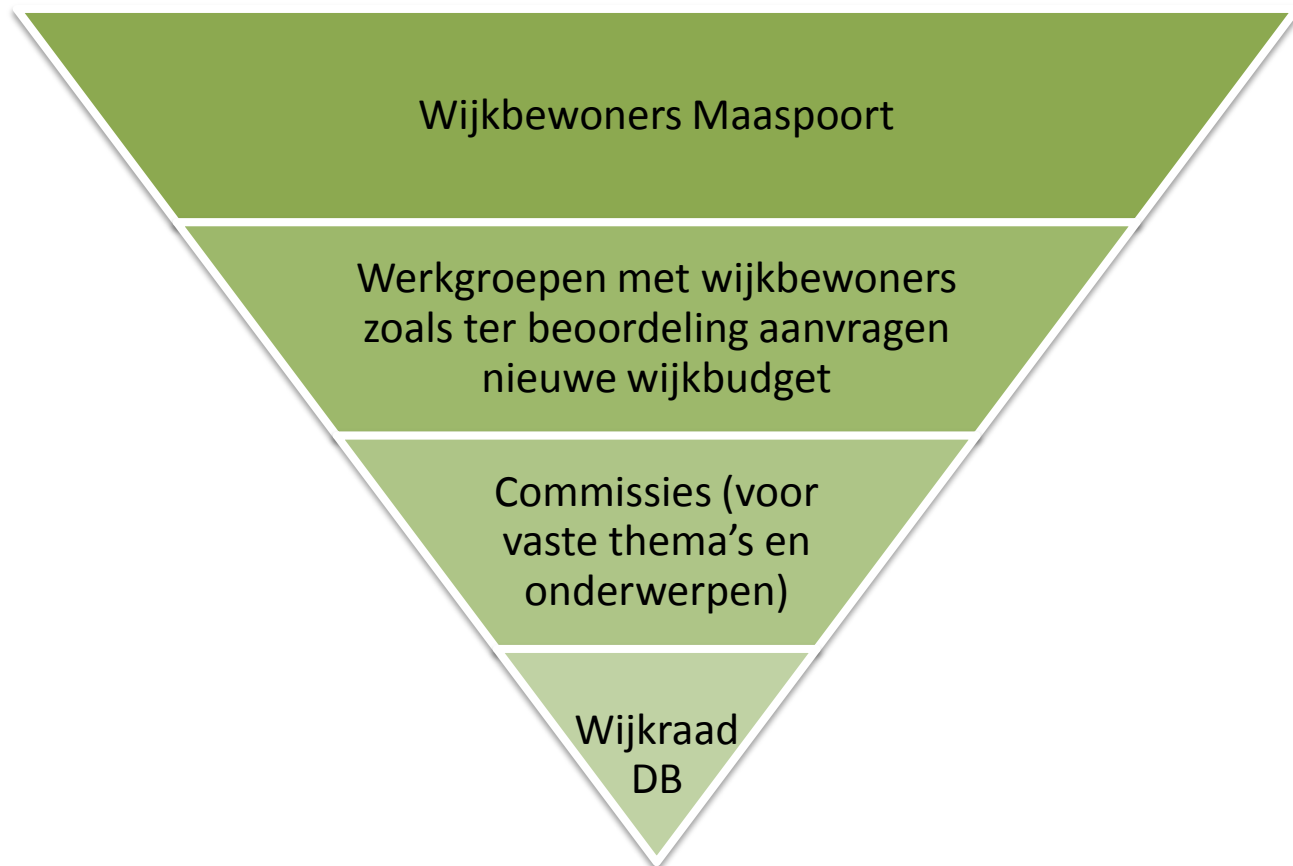 Wijkbewoners Maaspoort
Werkgroepen met wijkbewoners
zoals ter beoordeling aanvragen
nieuwe wijkbudget
Commissies (voor
vaste thema’s en
onderwerpen)
Wijkraad
DB